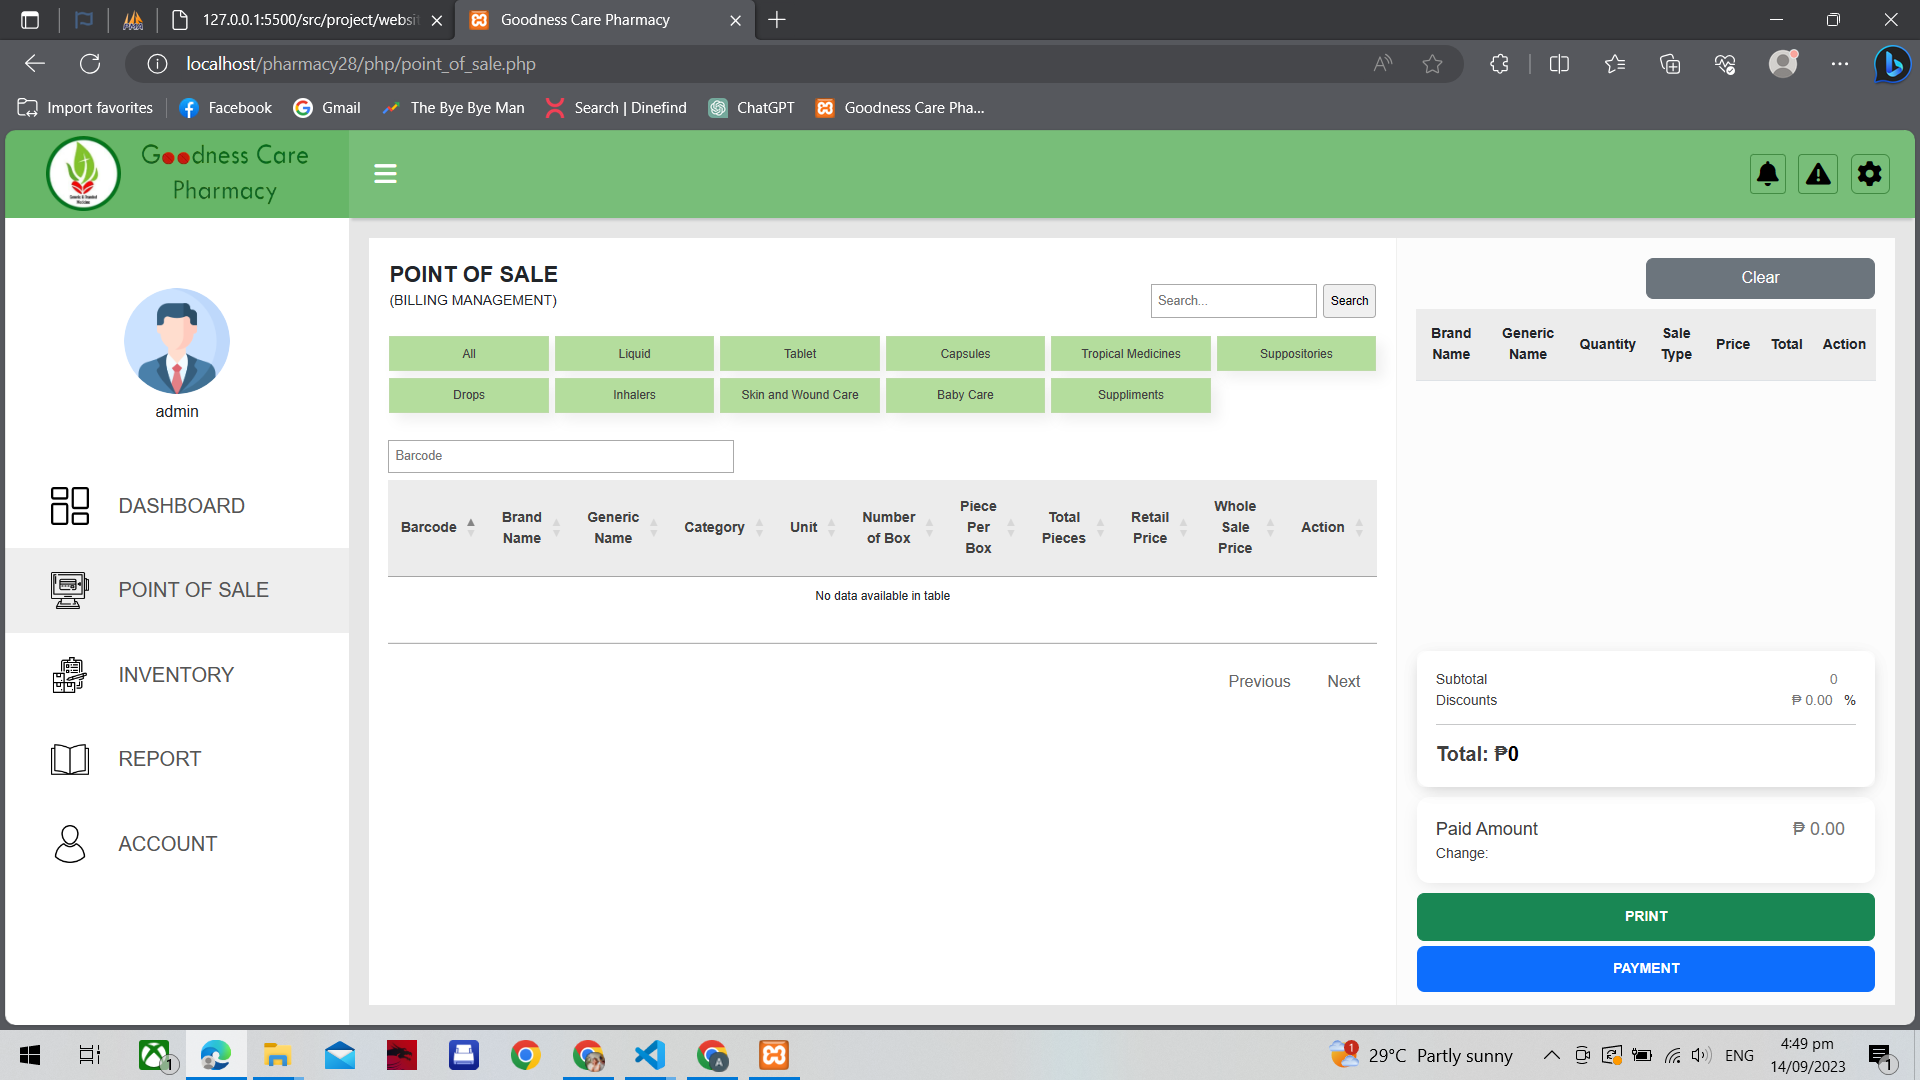 127.0.0.1:5500/src/project/websi
Goodness Care Pharmacy
localhost/pharmacy28/php/point_of_sale.php
Import favorites
Facebook
Gmail
The Bye Bye Man
Search | Dinefind
ChatGPT
Goodness Care Pha...
Goodness Care
Pharmacy
admin
DASHBOARD
POINT OF SALE
INVENTORY
REPORT
ACCOUNT
POINT OF SALE
(BILLING MANAGEMENT)
Search...
Search
All
Liquid
Tablet
Capsules
Tropical Medicines
Suppositories
Drops
Inhalers
Skin and Wound Care
Baby Care
Suppliments
Barcode
Barcode
Brand Name
Generic Name
Category
Unit
Number of Box
Piece Per Box
Total Pieces
Retail Price
Whole Sale Price
Action
No data available in table
Previous
Next
Clear
Brand Name
Generic Name
Quantity
Sale Type
Price
Total
Action
Subtotal 0
Discounts ₱ 0.00 %
Total: ₱0
Paid Amount ₱ 0.00
Change:
PRINT
PAYMENT
1
1
29°C Partly sunny
ENG
4:49 pm
14/09/2023
1